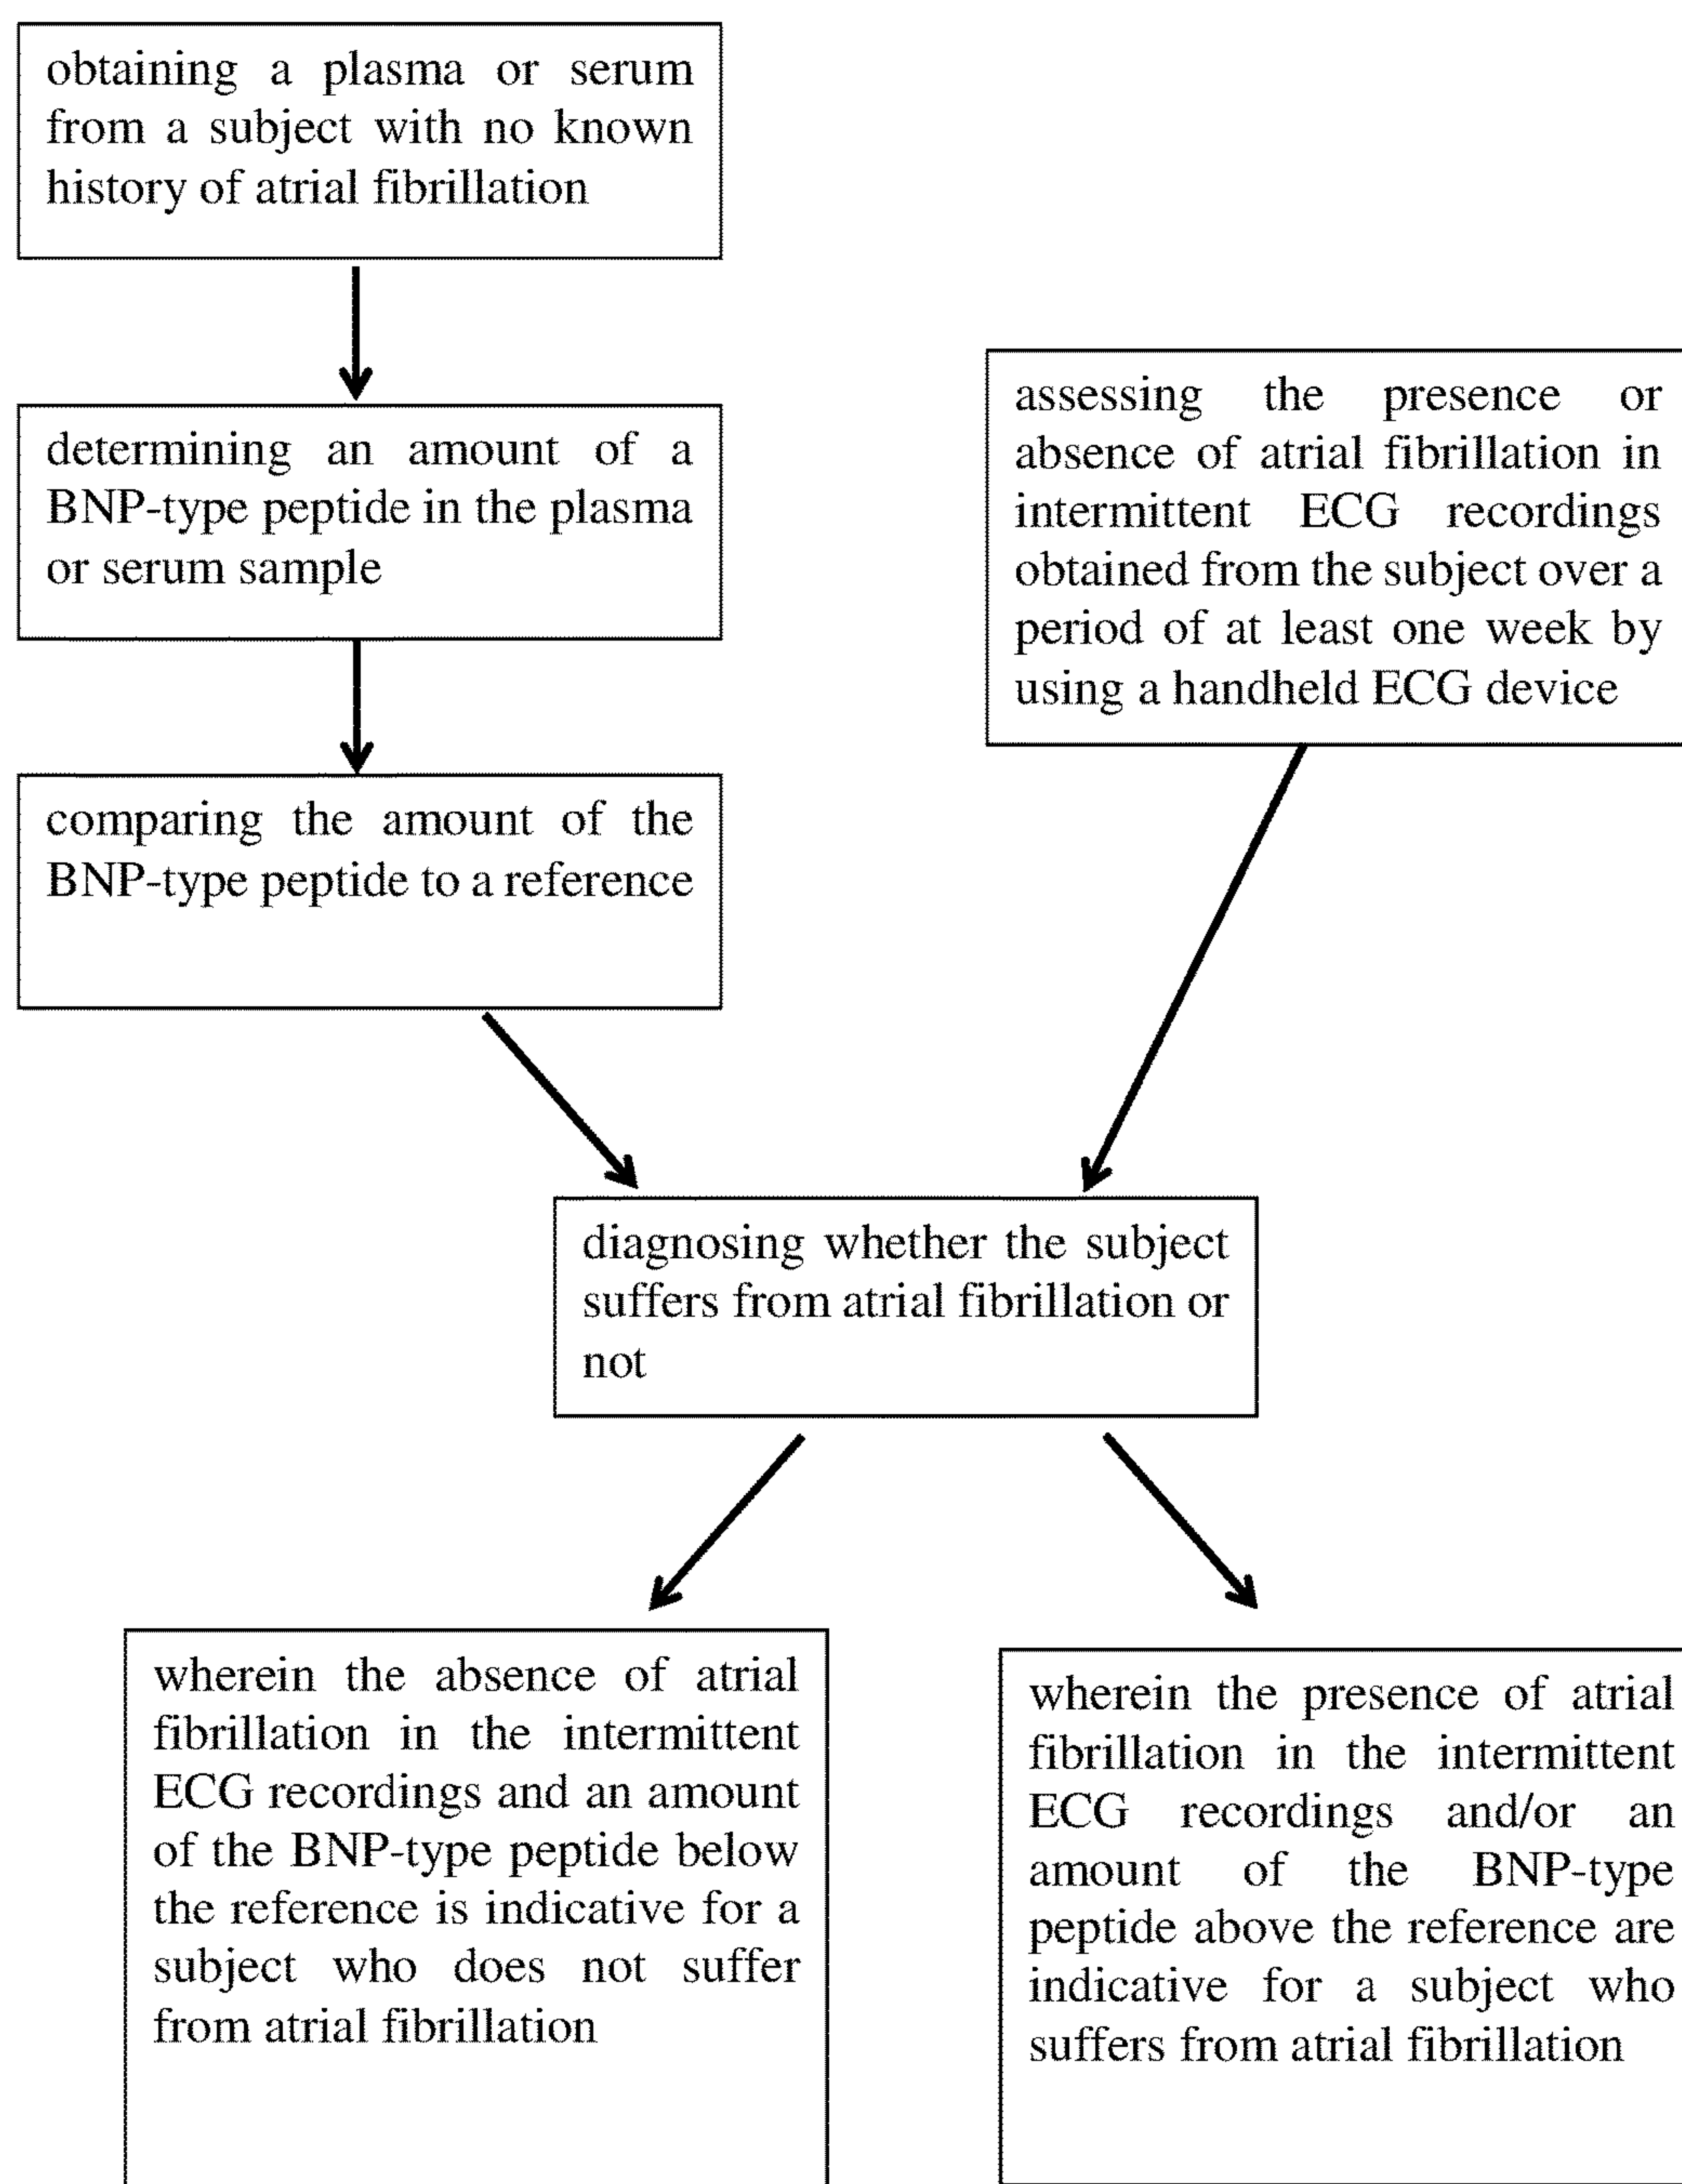 obtaining a plasma or serum
from a subject with no known
history of atrial fibrillation
determining an amount of a
BNP-type peptide in the plasma
or serum sample
assessing the presence or
absence of atrial fibrillation in
intermittent ECG recordings
obtained from the subject over a
period of at least one week by
using a handheld ECG device
comparing the amount of the
BNP-type peptide to a reference
diagnosing whether the subject
suffers from atrial fibrillation or
not
wherein the absence of atrial
fibrillation in the intermittent
ECG recordings and an amount
of the BNP-type peptide below
the reference is indicative for a
subject who does not suffer
from atrial fibrillation
wherein the presence of atrial
fibrillation in the intermittent
ECG recordings and/or an
amount of the BNP-type
peptide above the reference are
indicative for a subject who
suffers from atrial fibrillation